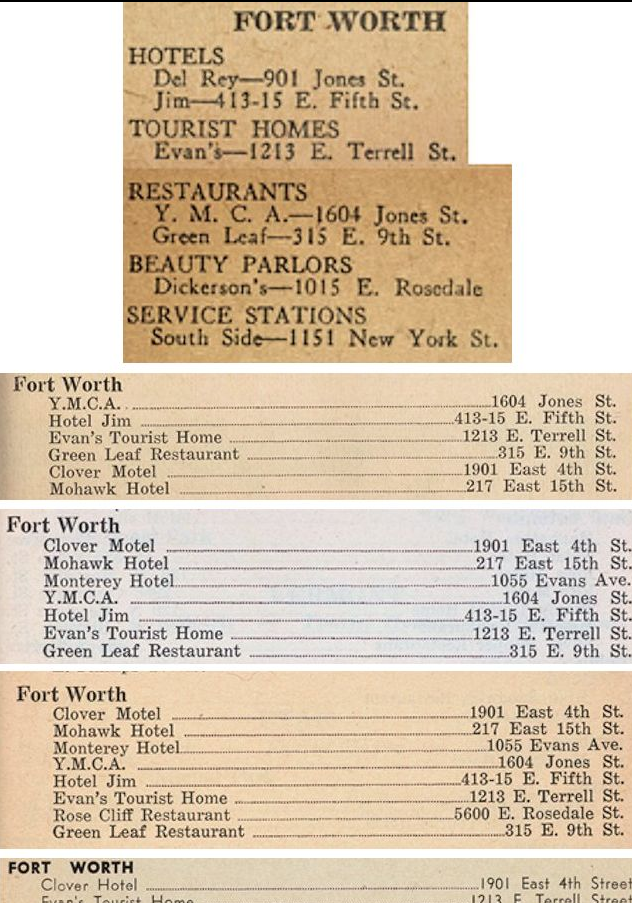 FORT WORTH
HOTELS
Del Rey—901 Jones St.
Jim—413-15 E. Fifth St.
TOURIST HOMES
Evan's—1213 E. Terrell St.
RESTAURANTS
Y. M. C. A.—1604 Jones St.
Green Leaf—315 E. 9th St.
BEAUTY PARLORS
Dickerson's—1015 E. Rosedale
SERVICE STATIONS
South Side—1151 New York St.
Fort Worth
Y.M.C.A. 1604 Jones St.
Hotel Jim 413-15 E. Fifth St.
Evan's Tourist Home 1213 E. Terrell St.
Green Leaf Restaurant 315 E. 9th St.
Clover Motel 1901 East 4th St.
Mohawk Hotel 217 East 15th St.
Fort Worth
Clover Motel 1901 East 4th St.
Mohawk Hotel 217 East 15th St.
Monterey Hotel 1055 Evans Ave.
Y.M.C.A. 1604 Jones St.
Hotel Jim 413-15 E. Fifth St.
Evan's Tourist Home 1213 E. Terrell St.
Green Leaf Restaurant 315 E. 9th St.
Fort Worth
Clover Motel 1901 East 4th St.
Mohawk Hotel 217 East 15th St.
Monterey Hotel 1055 Evans Ave.
Y.M.C.A. 1604 Jones St.
Hotel Jim 413-15 E. Fifth St.
Evan's Tourist Home 1213 E. Terrell St.
Rose Cliff Restaurant 5600 E. Rosedale St.
Green Leaf Restaurant 315 E. 9th St.
FORT WORTH
Clover Hotel 1901 East 4th Street
Evan's Tourist Home 1213 E. Terrell Street